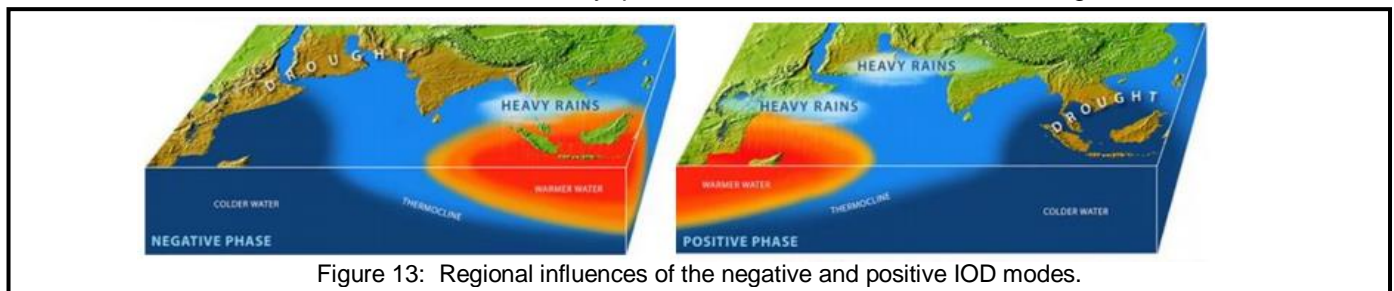 DROUGHT
HEAVY RAINS
WARMER WATER
COLDER WATER
THERMOCLINE
NEGATIVE PHASE
HEAVY RAINS
HEAVY RAINS
DROUGHT
WARMER WATER
THERMOCLINE
COLDER WATER
POSITIVE PHASE
Figure 13: Regional influences of the negative and positive IOD modes.